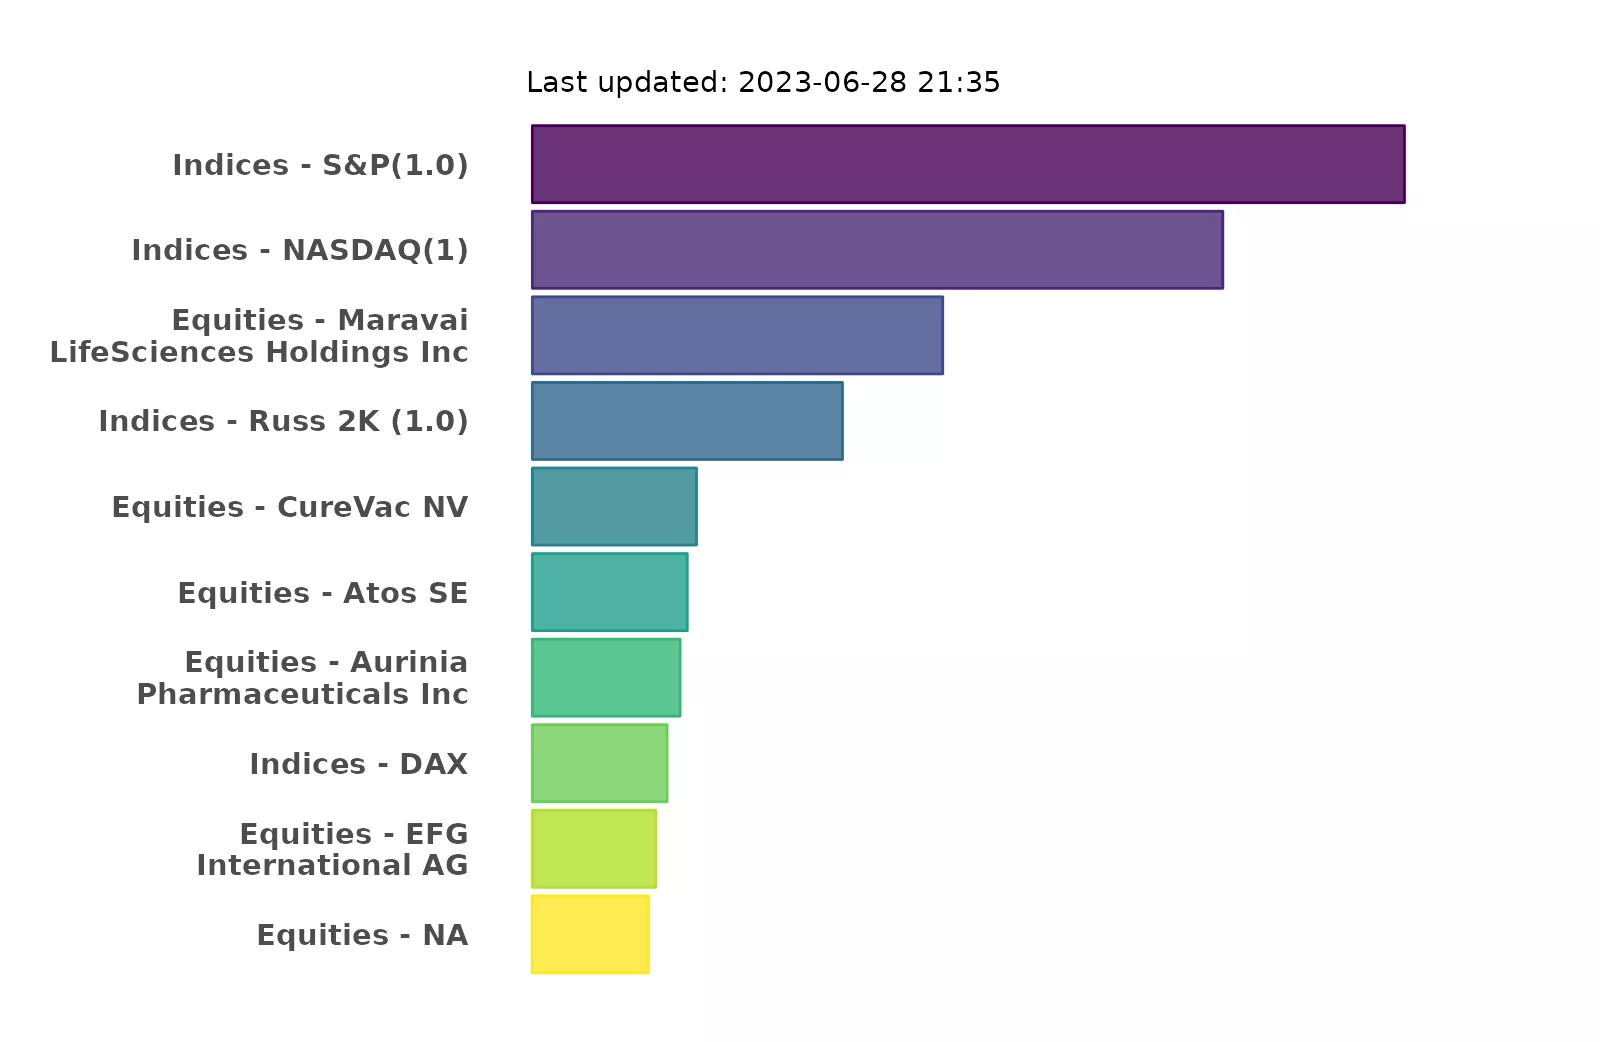 Last updated: 2023-06-28 21:35
Indices - S&P(1.0)
Indices - NASDAQ(1)
Equities - Maravai
LifeSciences Holdings Inc
Indices - Russ 2K (1.0)
Equities - CureVac NV
Equities - Atos SE
Equities - Aurinia
Pharmaceuticals Inc
Indices - DAX
Equities - EFG
International AG
Equities - NA